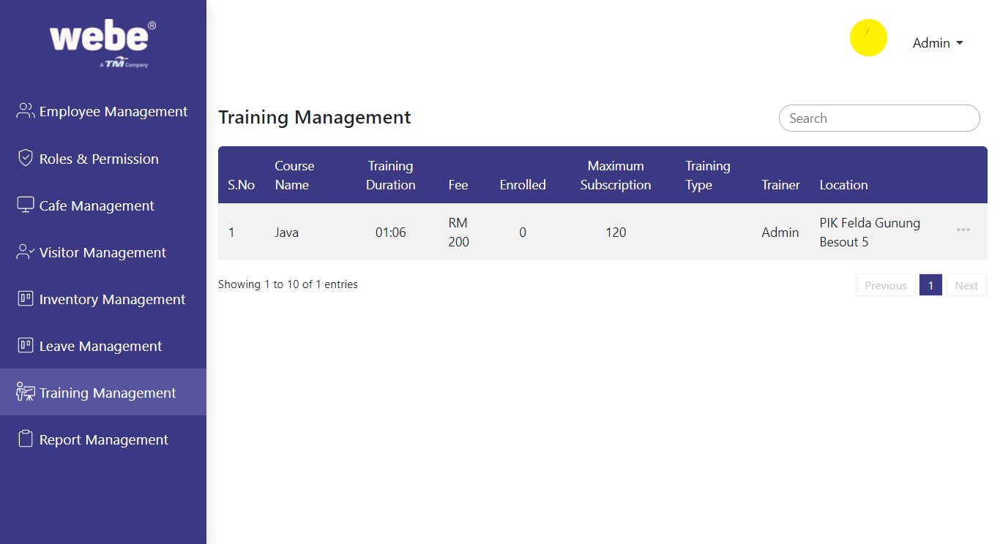 webe®
A TM Company
Admin
Employee Management
Roles & Permission
Cafe Management
Visitor Management
Inventory Management
Leave Management
Training Management
Report Management
Training Management
Search
S.No Course Name Training Duration Fee Enrolled Maximum Subscription Training Type Trainer Location
1 Java 01:06 RM 200 0 120 Admin PIK Felda Gunung Besout 5
Showing 1 to 10 of 1 entries
Previous 1 Next